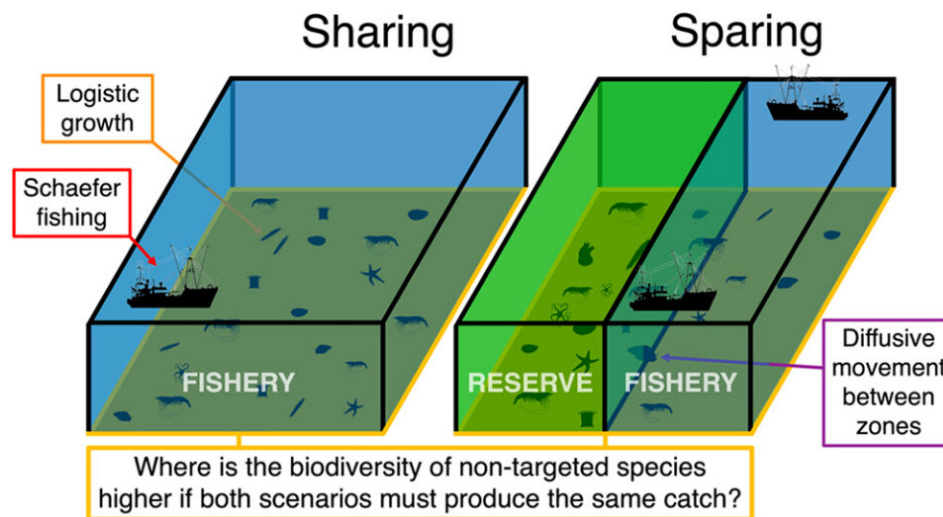 Sharing
Sparing
Logistic
growth
Schaefer
fishing
FISHERY
RESERVE
FISHERY
Diffusive
movement
between
zones
Where is the biodiversity of non-targeted species
higher if both scenarios must produce the same catch?